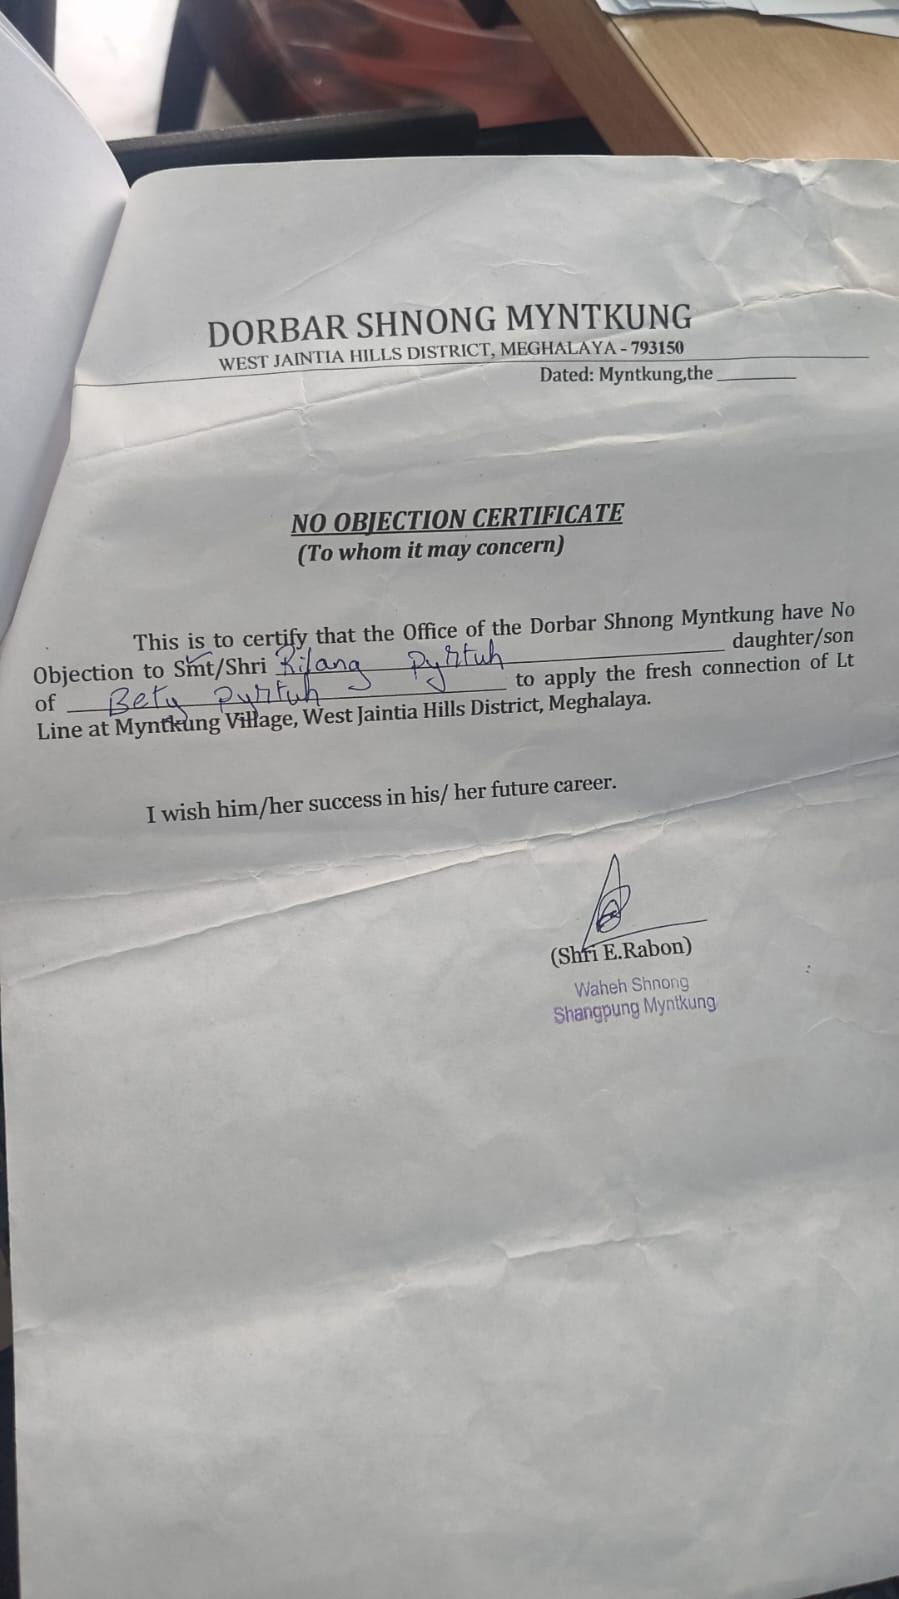 DORBAR SHNONG MYNTKUNG
WEST JAINTIA HILLS DISTRICT, MEGHALAYA - 793150
Dated: Myntkung,the ________
NO OBJECTION CERTIFICATE
(To whom it may concern)
This is to certify that the Office of the Dorbar Shnong Myntkung have No
Objection to Smt/Shri Rilang Pyrtuh daughter/son
of Bety Pyrtuh to apply the fresh connection of Lt
Line at Myntkung Village, West Jaintia Hills District, Meghalaya.
I wish him/her success in his/ her future career.
(Shri E.Rabon)
Waheh Shnong
Shangpung Myntkung